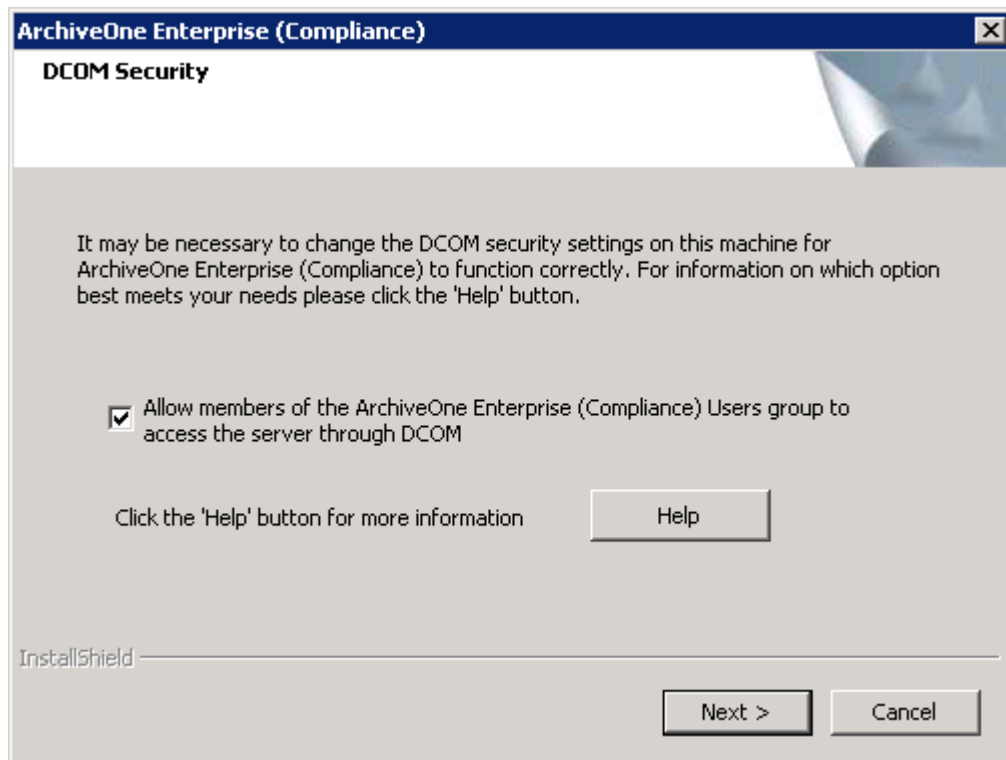 ArchiveOne Enterprise (Compliance)
DCOM Security
It may be necessary to change the DCOM security settings on this machine for
ArchiveOne Enterprise (Compliance) to function correctly. For information on which option
best meets your needs please click the 'Help' button.
Allow members of the ArchiveOne Enterprise (Compliance) Users group to
access the server through DCOM
Click the 'Help' button for more information
Help
InstallShield
Next >
Cancel